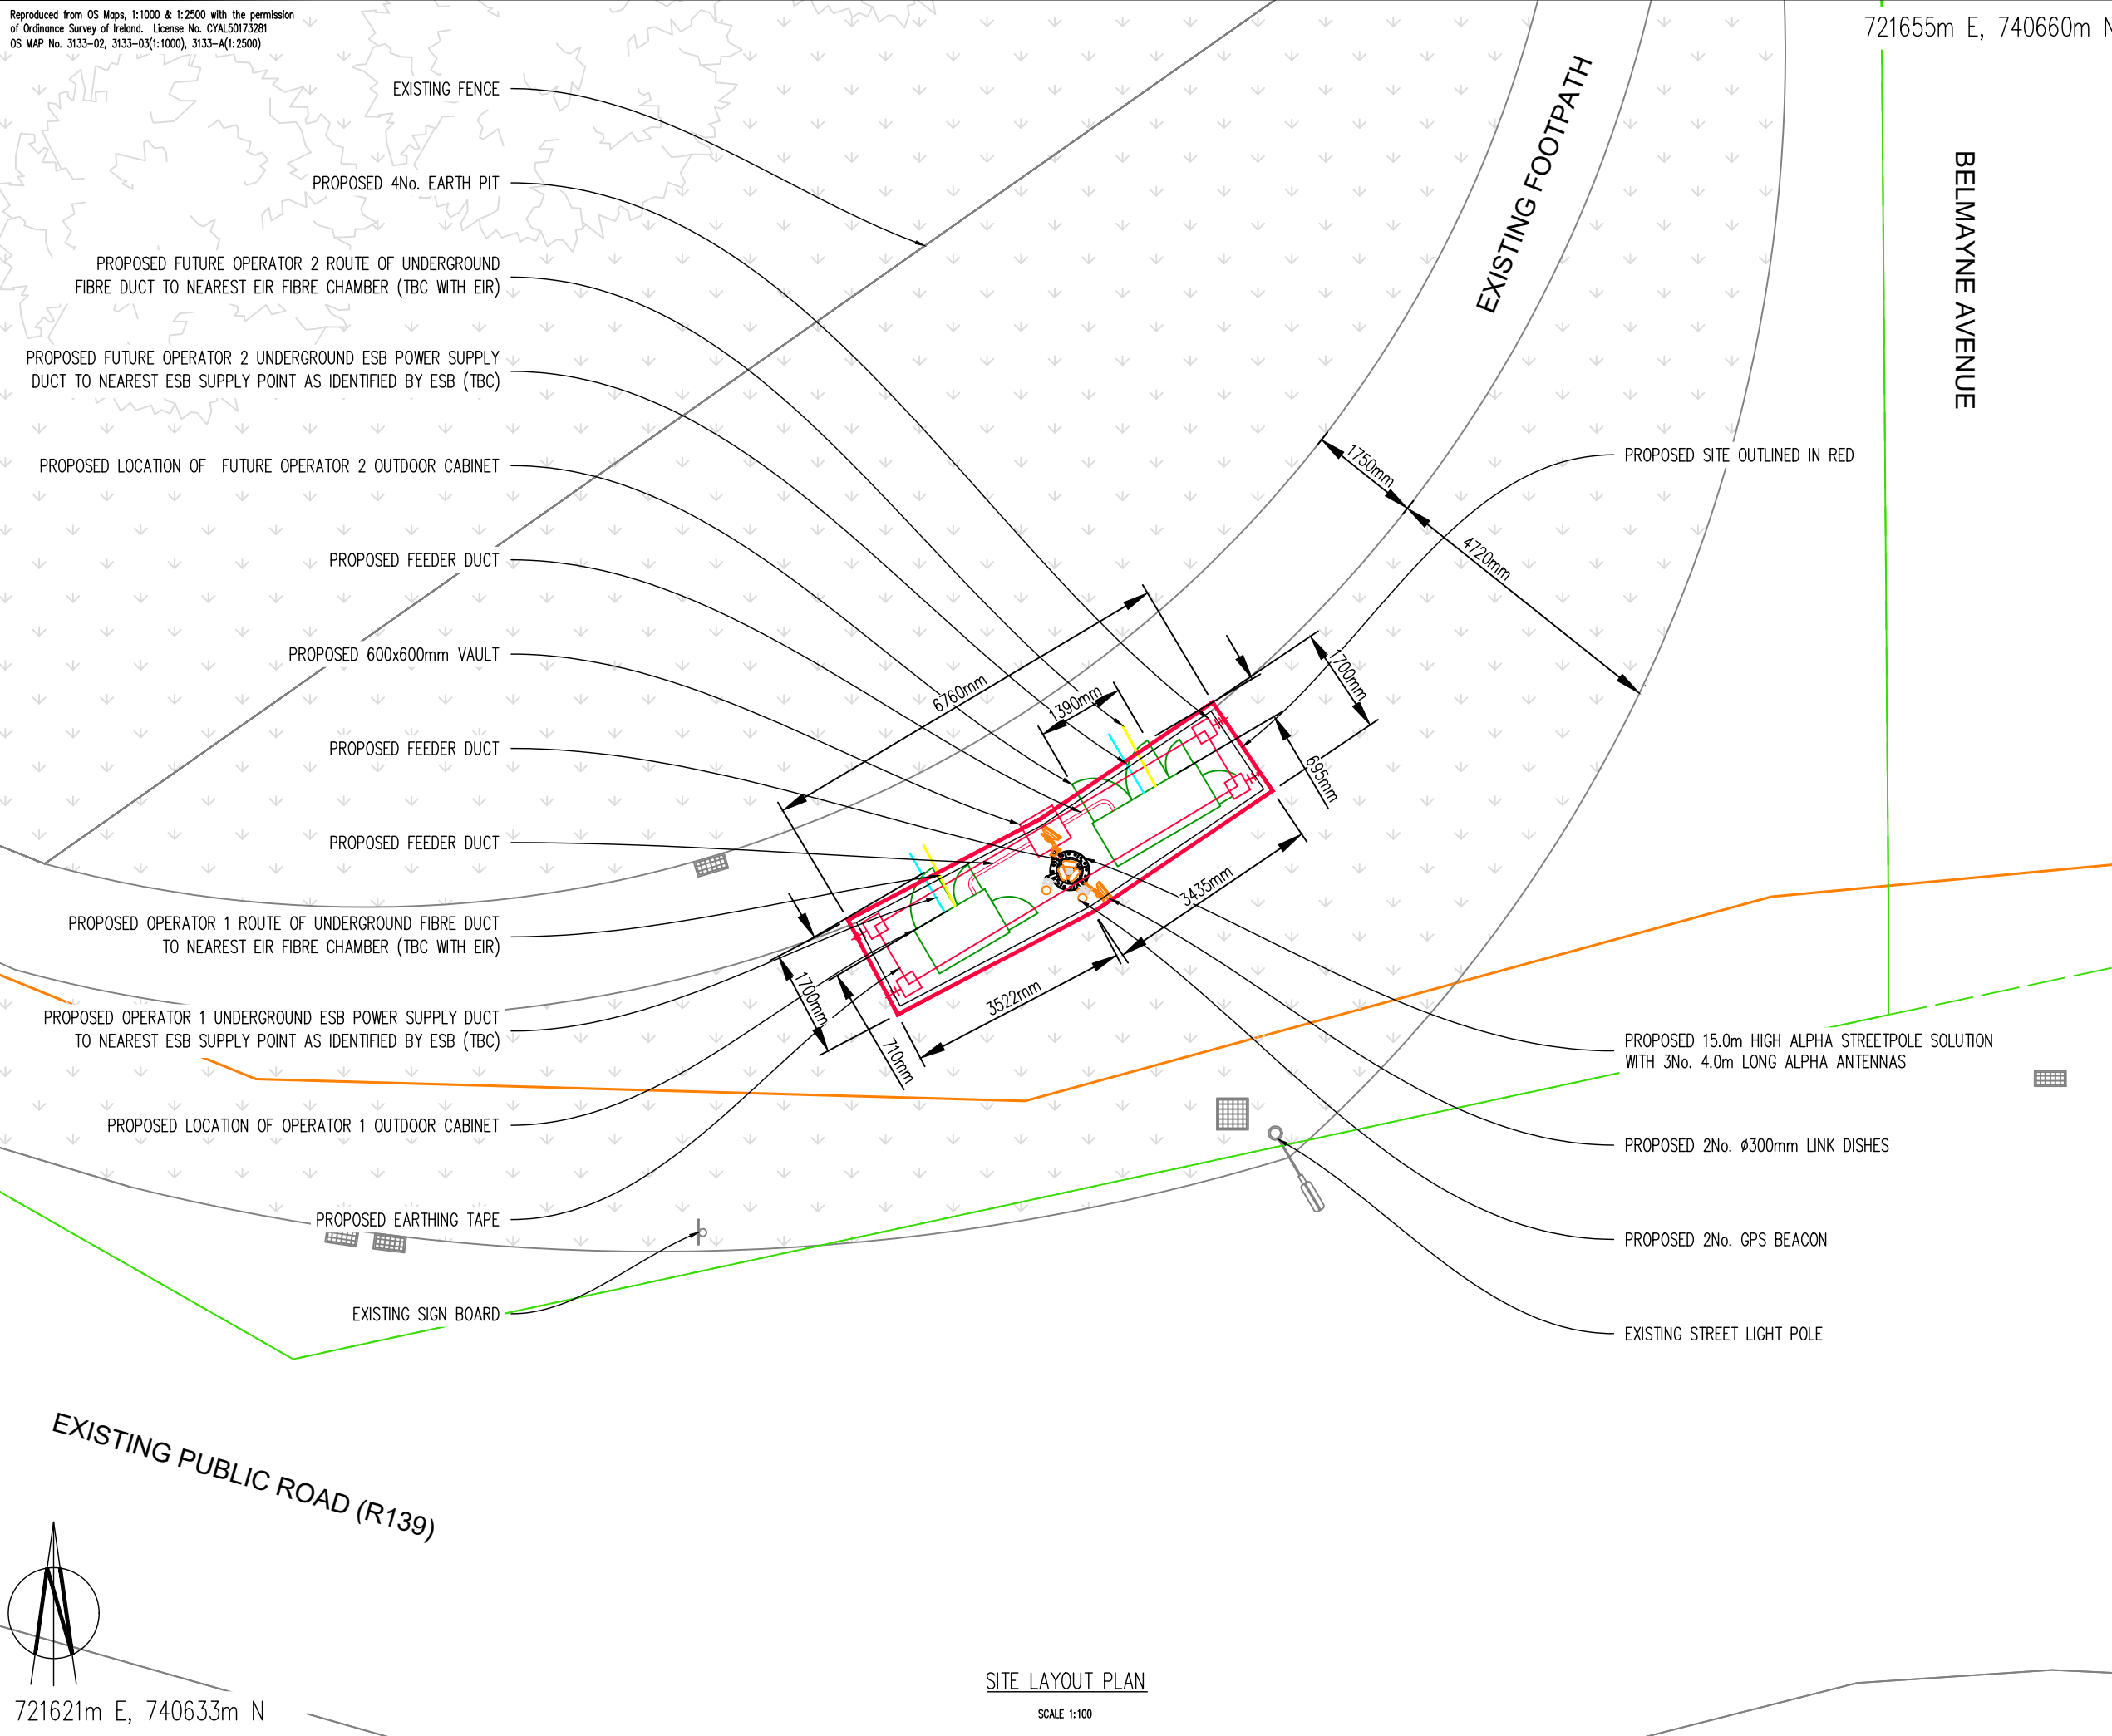 Reproduced from OS Maps, 1:1000 & 1:2500 with the permission
of Ordinance Survey of Ireland. License No. CYAL50173281
OS MAP No. 3133-02, 3133-03(1:1000), 3133-A(1:2500)
721655m E, 740660m N
EXISTING FENCE
PROPOSED 4No. EARTH PIT
PROPOSED FUTURE OPERATOR 2 ROUTE OF UNDERGROUND
FIBRE DUCT TO NEAREST EIR FIBRE CHAMBER (TBC WITH EIR)
PROPOSED FUTURE OPERATOR 2 UNDERGROUND ESB POWER SUPPLY
DUCT TO NEAREST ESB SUPPLY POINT AS IDENTIFIED BY ESB (TBC)
PROPOSED LOCATION OF FUTURE OPERATOR 2 OUTDOOR CABINET
PROPOSED FEEDER DUCT
PROPOSED 600x600mm VAULT
PROPOSED FEEDER DUCT
PROPOSED FEEDER DUCT
PROPOSED OPERATOR 1 ROUTE OF UNDERGROUND FIBRE DUCT
TO NEAREST EIR FIBRE CHAMBER (TBC WITH EIR)
PROPOSED OPERATOR 1 UNDERGROUND ESB POWER SUPPLY DUCT
TO NEAREST ESB SUPPLY POINT AS IDENTIFIED BY ESB (TBC)
PROPOSED LOCATION OF OPERATOR 1 OUTDOOR CABINET
PROPOSED EARTHING TAPE
EXISTING SIGN BOARD
EXISTING FOOTPATH
BELMAYNE AVENUE
1750mm
4720mm
6760mm
1390mm
1700mm
695mm
3435mm
3522mm
1700mm
710mm
PROPOSED SITE OUTLINED IN RED
PROPOSED 15.0m HIGH ALPHA STREETPOLE SOLUTION
WITH 3No. 4.0m LONG ALPHA ANTENNAS
PROPOSED 2No. ø300mm LINK DISHES
PROPOSED 2No. GPS BEACON
EXISTING STREET LIGHT POLE
EXISTING PUBLIC ROAD (R139)
N
721621m E, 740633m N
SITE LAYOUT PLAN
SCALE 1:100